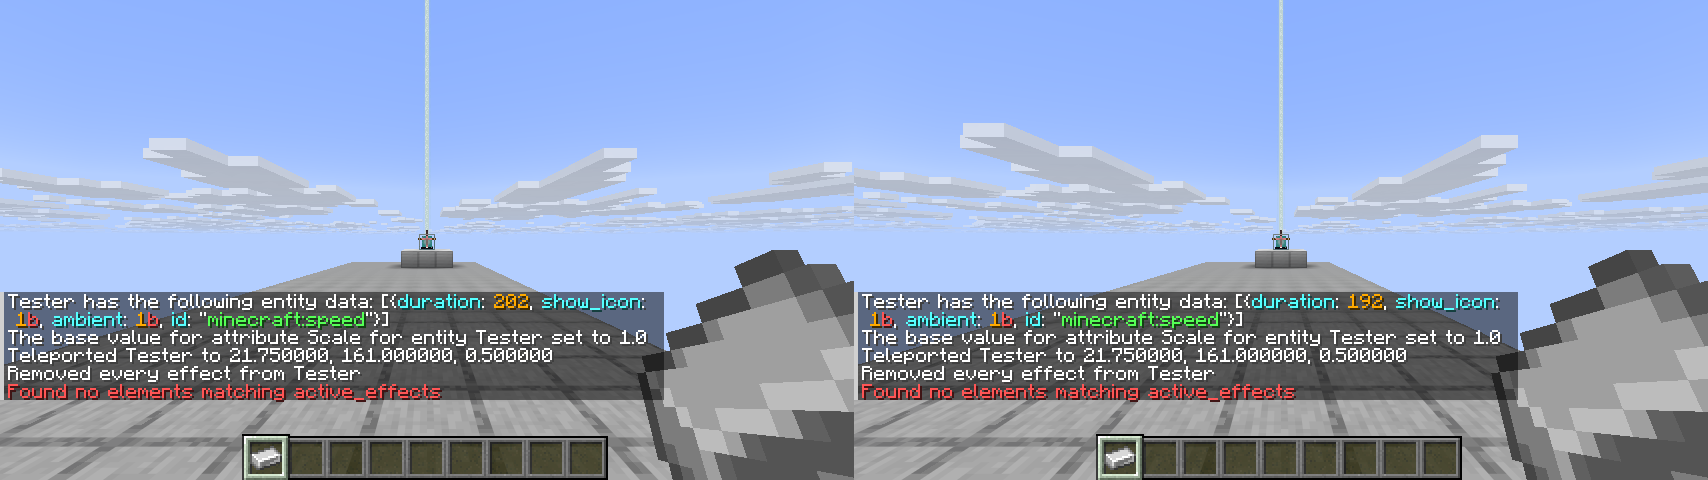 Tester has the following entity data: [{duration: 202, show_icon:
1b, ambient: 1b, id: "minecraft:speed"}]
The base value for attribute Scale for entity Tester set to 1.0
Teleported Tester to 21.750000, 161.000000, 0.500000
Removed every effect from Tester
Found no elements matching active_effects
Tester has the following entity data: [{duration: 192, show_icon:
1b, ambient: 1b, id: "minecraft:speed"}]
The base value for attribute Scale for entity Tester set to 1.0
Teleported Tester to 21.750000, 161.000000, 0.500000
Removed every effect from Tester
Found no elements matching active_effects